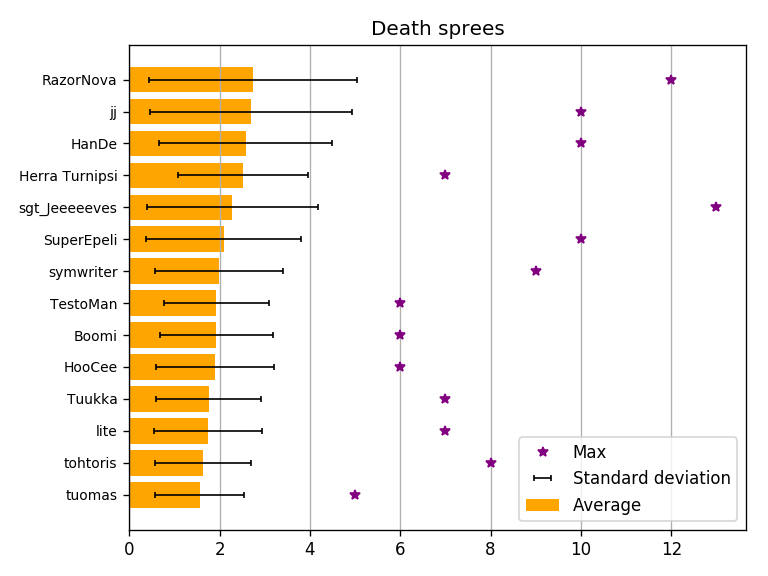 Death sprees
RazorNova
jj
HanDe
Herra Turnipsi
sgt_Jeeeeeves
SuperEpeli
symwriter
TestoMan
Boomi
HooCee
Tuukka
lite
tohtoris
tuomas
Max
Standard deviation
Average
0 2 4 6 8 10 12